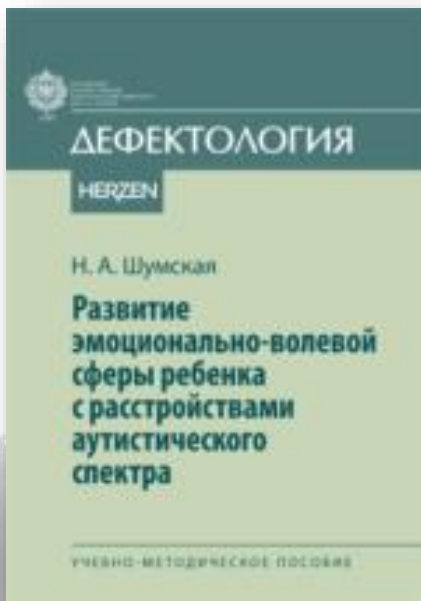 ДЕФЕКТОЛОГИЯ
HERZEN
Н. А. Шумская
Развитие
эмоционально-волевой
сферы ребенка
с расстройствами
аутистического
спектра
УЧЕБНО-МЕТОДИЧЕСКОЕ ПОСОБИЕ